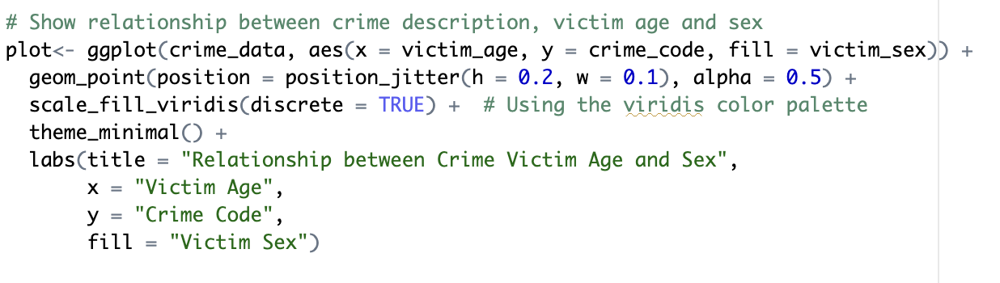 # Show relationship between crime description, victim age and sex
plot<- ggplot(crime_data, aes(x = victim_age, y = crime_code, fill = victim_sex)) +
  geom_point(position = position_jitter(h = 0.2, w = 0.1), alpha = 0.5) +
  scale_fill_viridis(discrete = TRUE) +  # Using the viridis color palette
  theme_minimal() +
  labs(title = "Relationship between Crime Victim Age and Sex",
       x = "Victim Age",
       y = "Crime Code",
       fill = "Victim Sex")